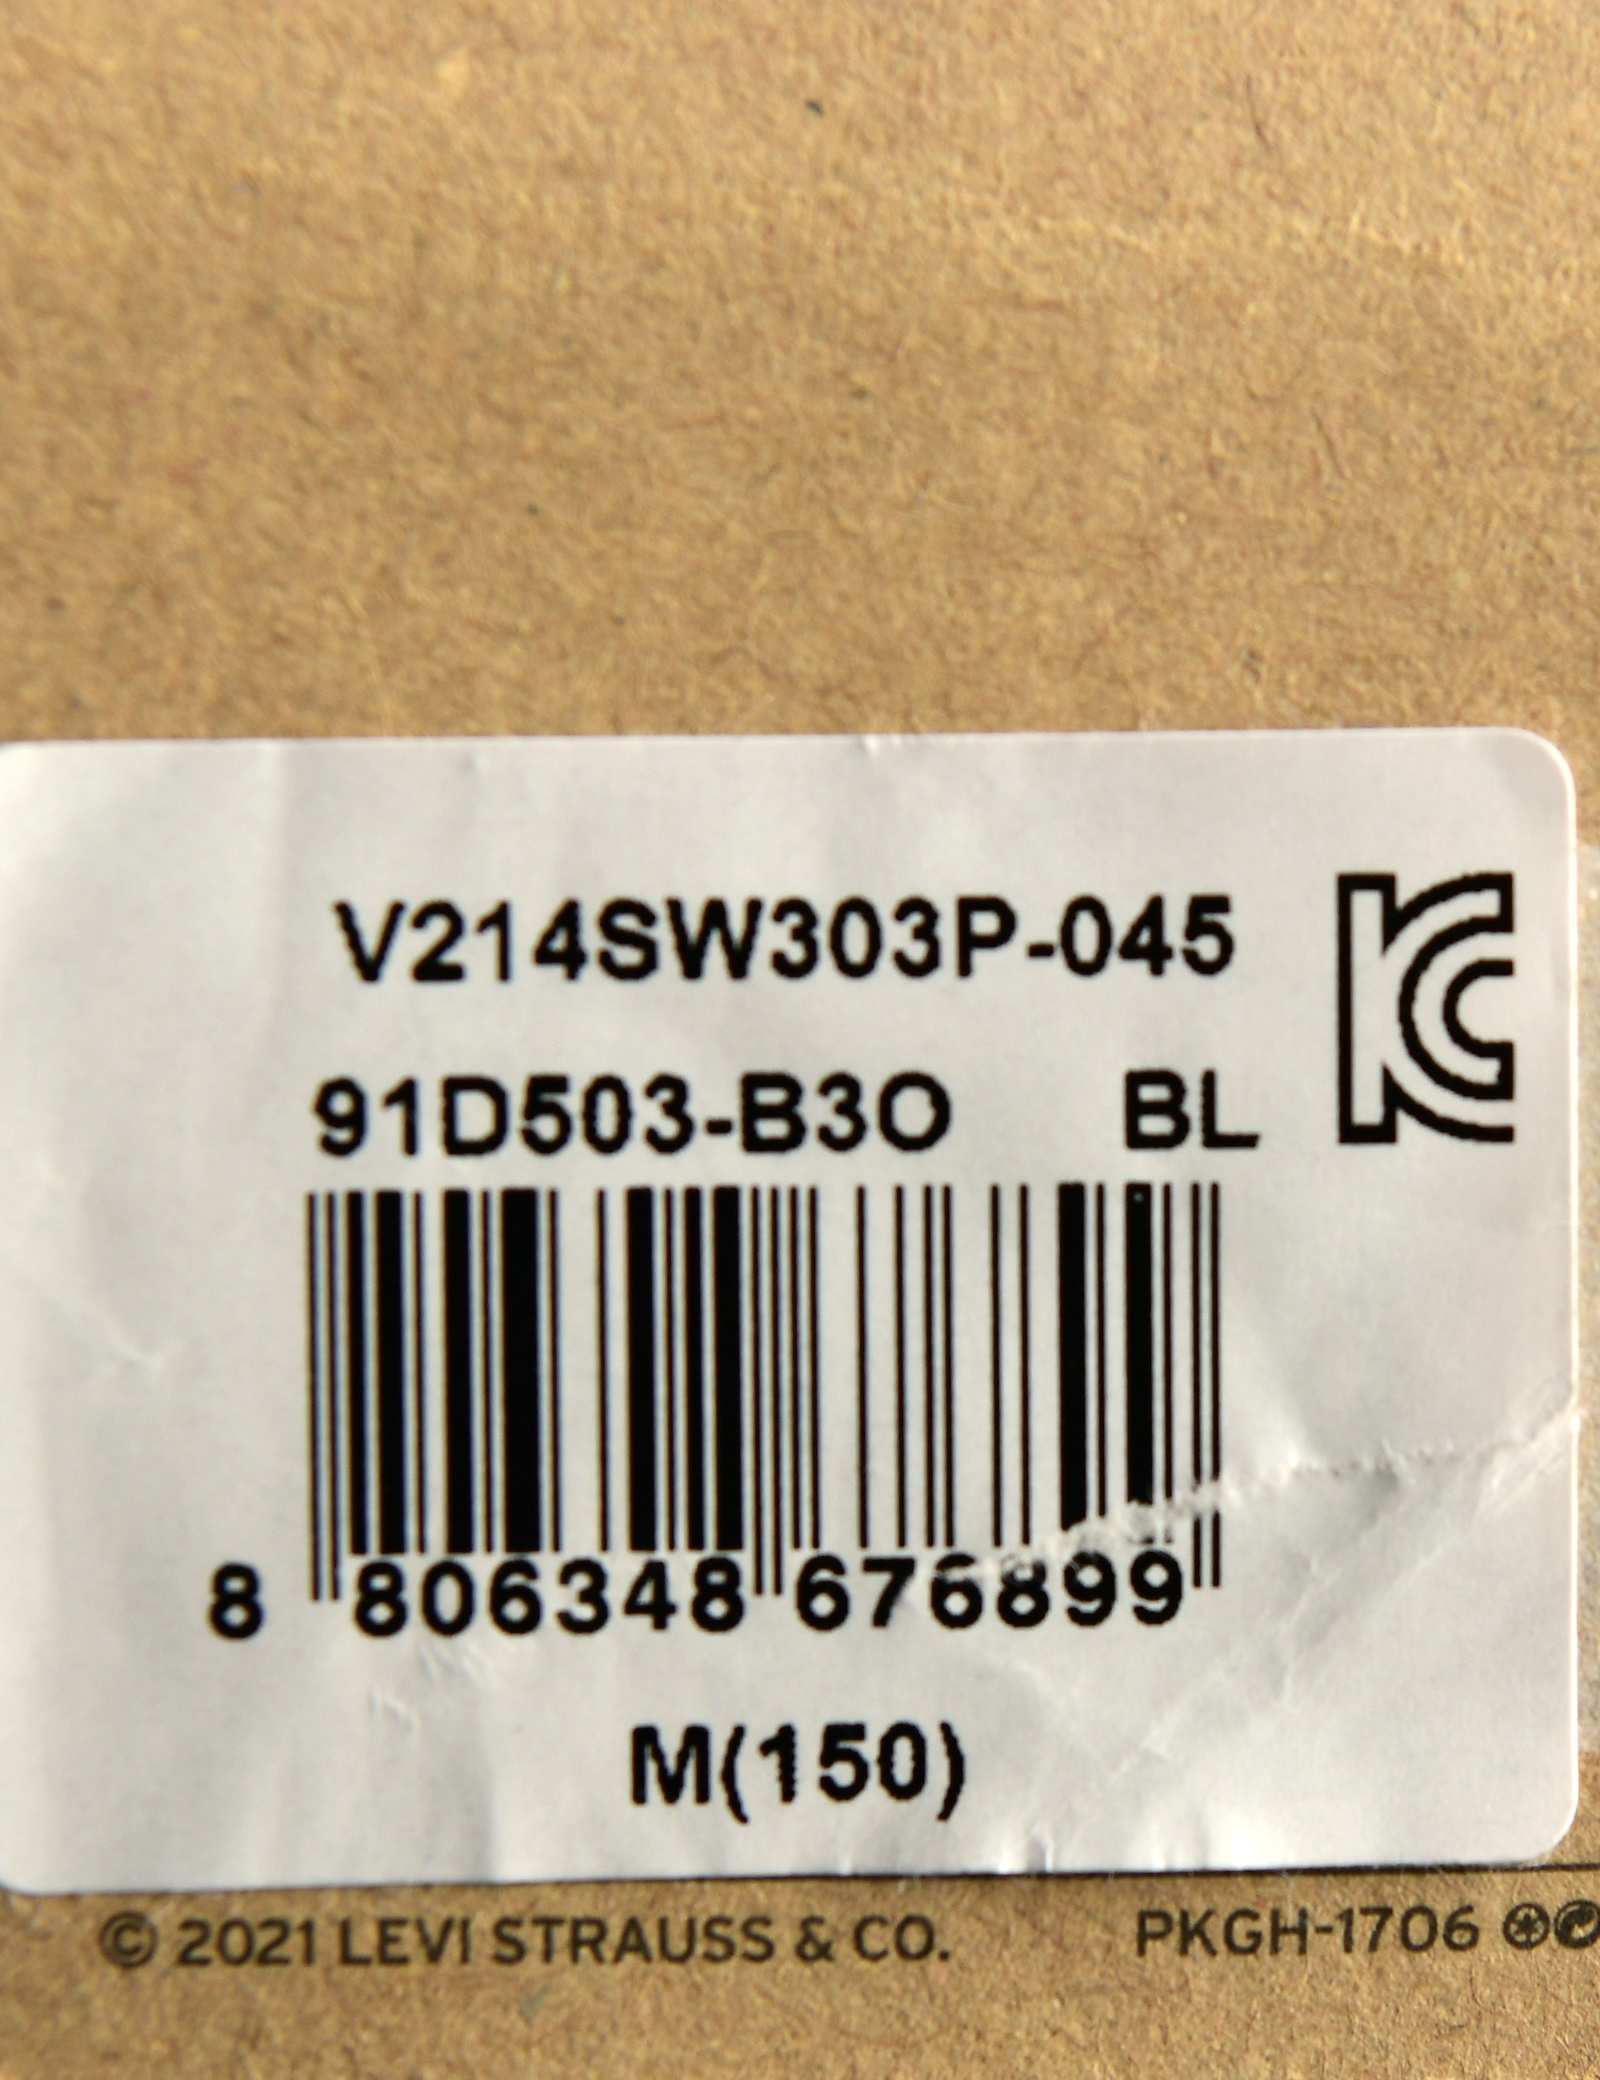 V214SW303P-045
91D503-B3O BL
8 806348 676899
M(150)
© 2021 LEVI STRAUSS & CO. PKGH-1706